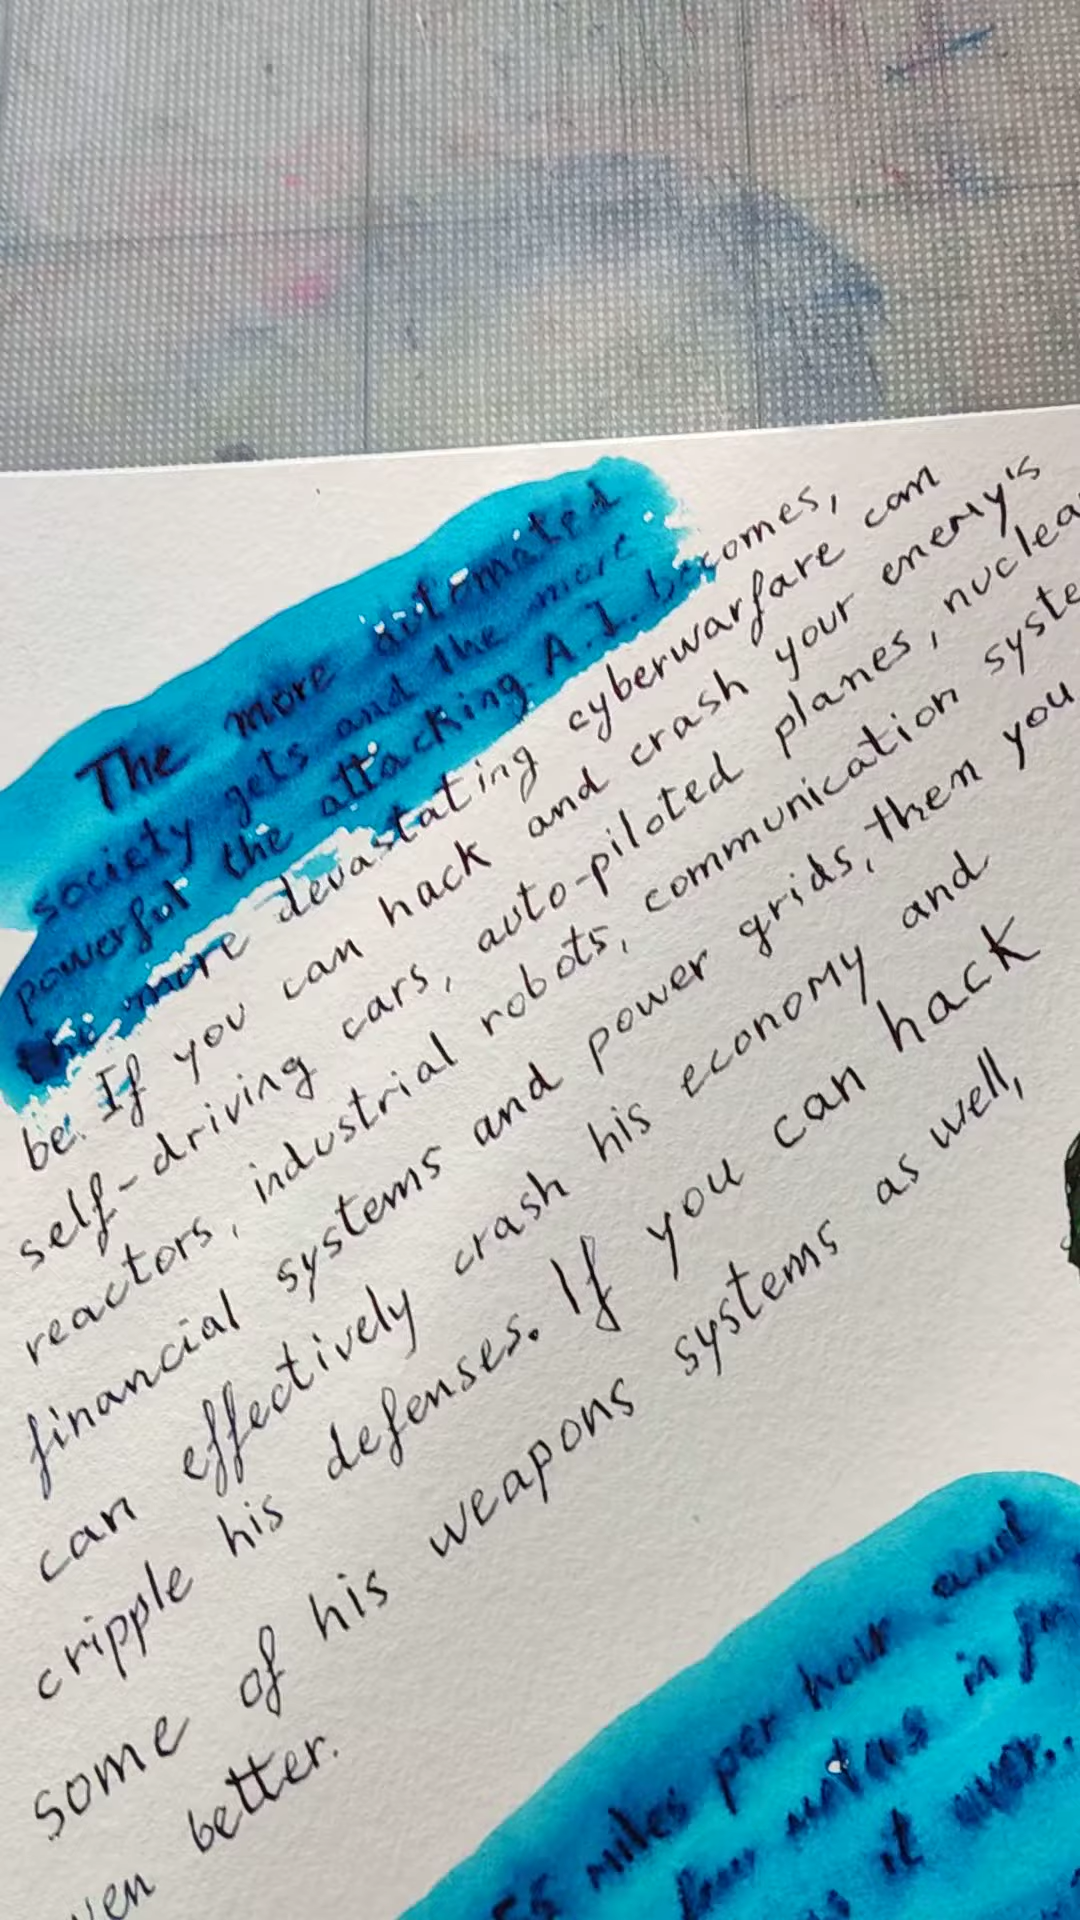 The more automated
society gets and the more
powerful the attacking A.I. becomes,
the more devastating cyberwarfare can
be. If you can hack and crash your enemy's
self-driving cars, auto-piloted planes, nuclea
reactors, industrial robots, communication syste
financial systems and power grids, then you
can effectively crash his economy and
cripple his defenses. If you can hack
some of his weapons systems as well,
ven better.
miles per hour and
in
it